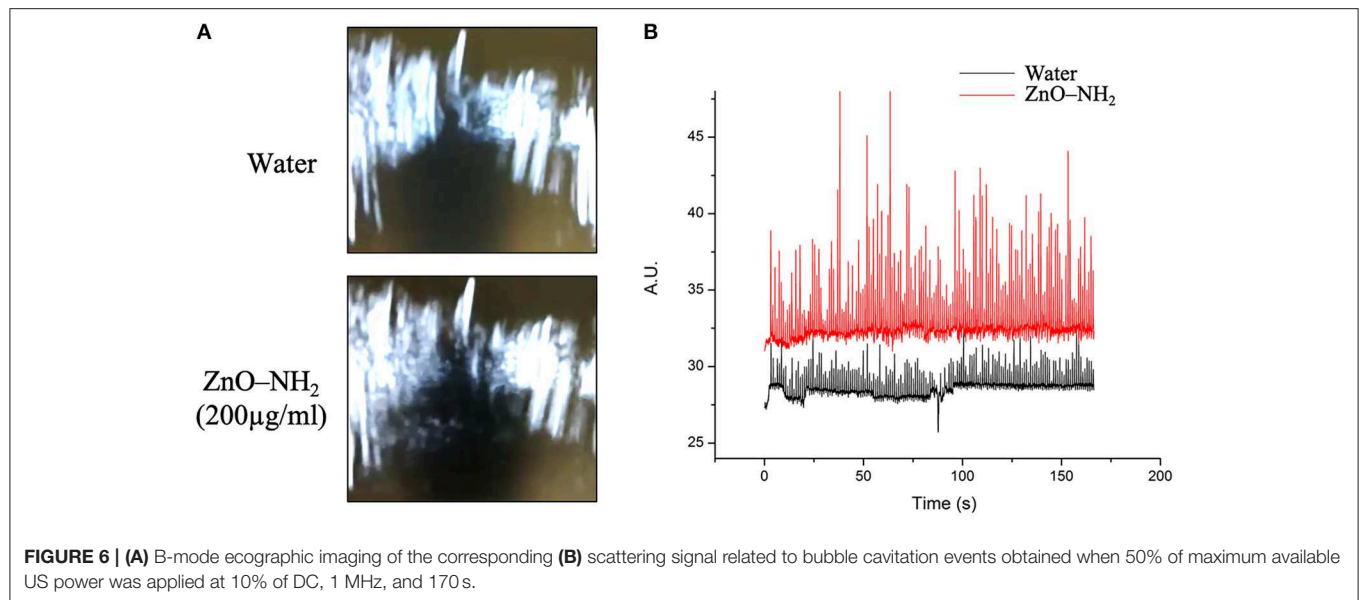 A
Water
ZnO–NH₂
(200µg/ml)
B
Water
ZnO–NH₂
45
40
35
30
25
A.U.
0
50
100
150
200
Time (s)
FIGURE 6 | (A) B-mode ecographic imaging of the corresponding (B) scattering signal related to bubble cavitation events obtained when 50% of maximum available
US power was applied at 10% of DC, 1 MHz, and 170 s.